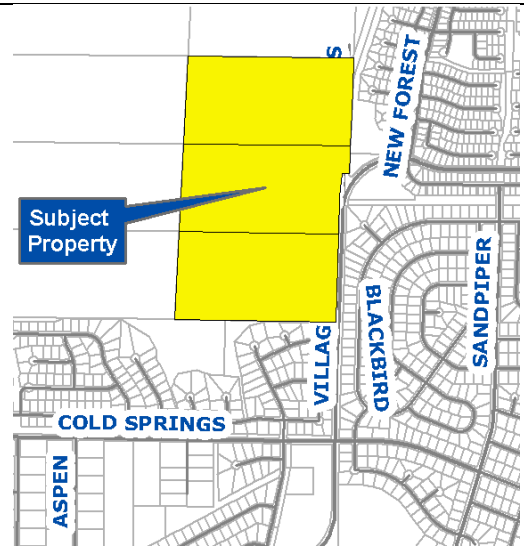 S
NEW FOREST
Subject
Property
SANDPIPER
BLACKBIRD
VILLAG
COLD SPRINGS
ASPEN